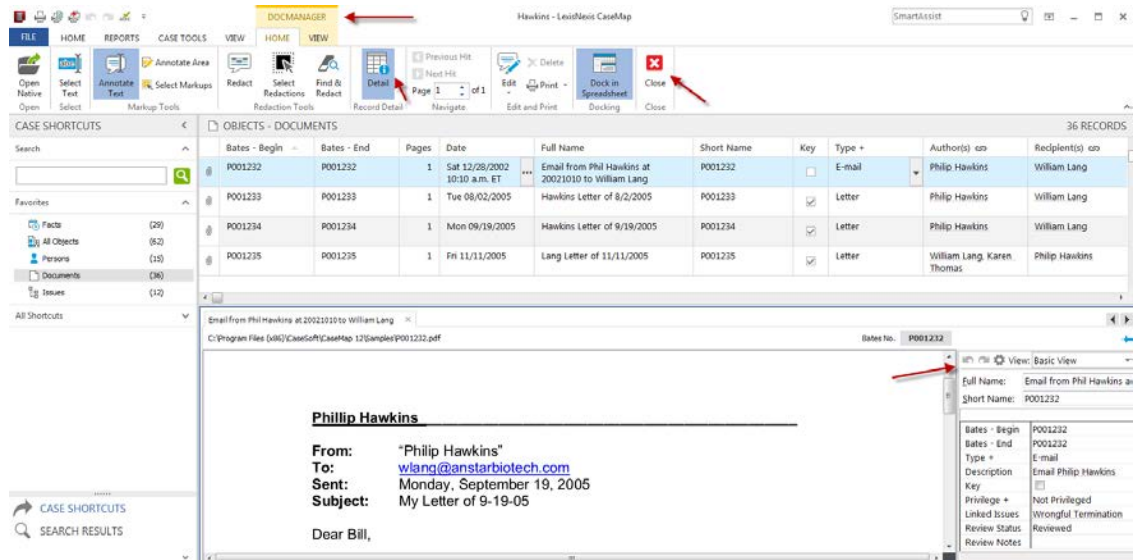 DOCMANAGER
Hawkins - LexisNexis CaseMap
SmartAssist
FILE HOME REPORTS CASE TOOLS VIEW HOME VIEW
Open Native
Select Text
Annotate Text
Annotate Area
Select Markups
Redact
Select Redactions
Find & Redact
Detail
Previous Hit
Next Hit
Page 1 of 1
Edit
Delete
Print
Dock in Spreadsheet
Close
Open Select Markup Tools Redaction Tools Record Detail Navigate Edit and Print Docking Close
CASE SHORTCUTS
Search
Favorites
Facts (29)
All Objects (62)
Persons (15)
Documents (36)
Issues (12)
All Shortcuts
CASE SHORTCUTS
SEARCH RESULTS
OBJECTS - DOCUMENTS 36 RECORDS
Bates - Begin Bates - End Pages Date Full Name Short Name Key Type + Author(s) Recipient(s)
P001232 P001232 1 Sat 12/28/2002 10:10 a.m. ET ... Email from Phil Hawkins at 20021010 to William Lang P001232 E-mail Philip Hawkins William Lang
P001233 P001233 1 Tue 08/02/2005 Hawkins Letter of 8/2/2005 P001233 Letter Philip Hawkins William Lang
P001234 P001234 1 Mon 09/19/2005 Hawkins Letter of 9/19/2005 P001234 Letter Philip Hawkins William Lang
P001235 P001235 1 Fri 11/11/2005 Lang Letter of 11/11/2005 P001235 Letter William Lang, Karen Thomas Philip Hawkins
Email from Phil Hawkins at 20021010 to William Lang
C:\Program Files (x86)\CaseSoft\CaseMap 12\Samples\P001232.pdf
Bates No. P001232
Phillip Hawkins
From: "Philip Hawkins"
To: wlang@anstarbiotech.com
Sent: Monday, September 19, 2005
Subject: My Letter of 9-19-05
Dear Bill,
View: Basic View
Full Name: Email from Phil Hawkins a
Short Name: P001232
Bates - Begin P001232
Bates - End P001232
Type + E-mail
Description Email Philip Hawkins
Key
Privilege + Not Privileged
Linked Issues Wrongful Termination
Review Status Reviewed
Review Notes